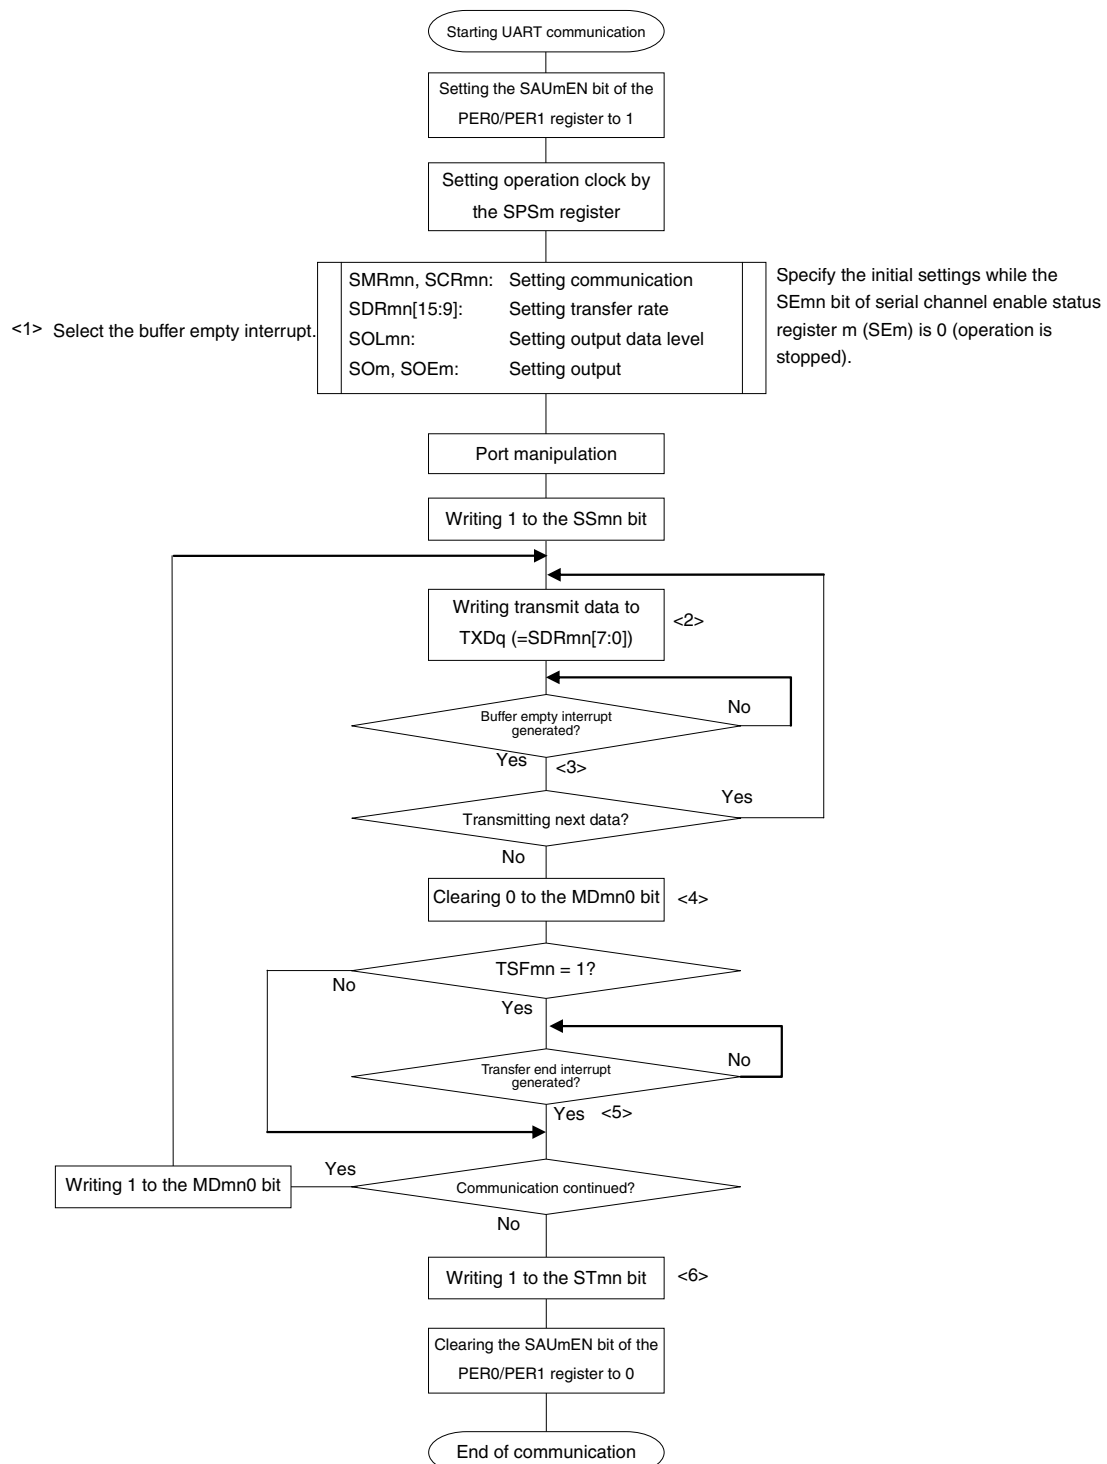 Starting UART communication
Setting the SAUmEN bit of the
PER0/PER1 register to 1
Setting operation clock by
the SPSm register
<1> Select the buffer empty interrupt.
SMRmn, SCRmn: Setting communication
SDRmn[15:9]: Setting transfer rate
SOLmn: Setting output data level
SOm, SOEm: Setting output
Specify the initial settings while the
SEmn bit of serial channel enable status
register m (SEm) is 0 (operation is
stopped).
Port manipulation
Writing 1 to the SSmn bit
Writing transmit data to
TXDq (=SDRmn[7:0])
<2>
Buffer empty interrupt
generated?
No
Yes
<3>
Transmitting next data?
Yes
No
Clearing 0 to the MDmn0 bit
<4>
TSFmn = 1?
No
Yes
Transfer end interrupt
generated?
No
Yes
<5>
Communication continued?
Yes
Writing 1 to the MDmn0 bit
No
Writing 1 to the STmn bit
<6>
Clearing the SAUmEN bit of the
PER0/PER1 register to 0
End of communication